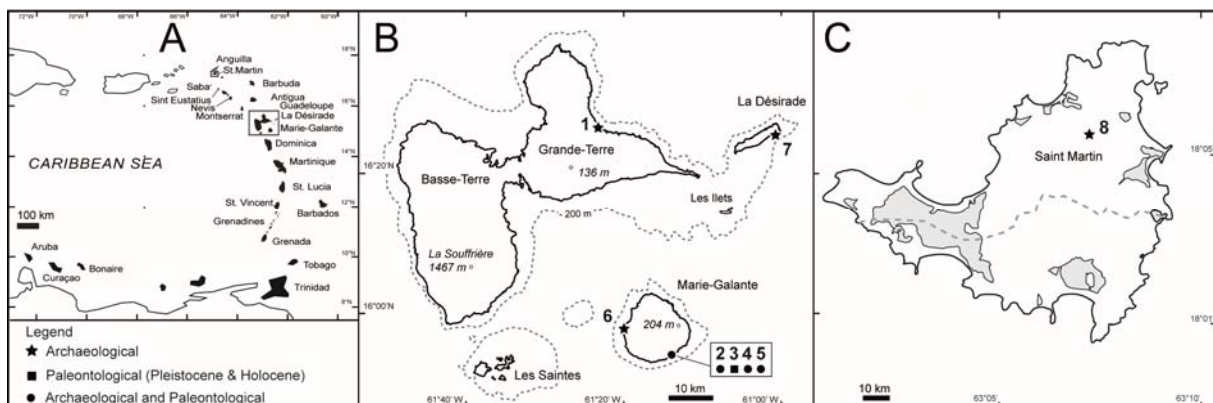 72°W 70°W 68°W 66°W 64°W 62°W 60°W
A
18°N
16°N
14°N
12°N
10°N
8°N
Anguilla
St.Martin
Saba
Barbuda
Sint Eustatius
Antigua
Nevis
Guadeloupe
Montserrat
La Désirade
Marie-Galante
Dominica
CARIBBEAN SEA
Martinique
St. Lucia
St. Vincent
Barbados
Grenadines
100 km
Grenada
Aruba
Bonaire
Curaçao
Tobago
Trinidad
Legend
Archaeological
Paleontological (Pleistocene & Holocene)
Archaeological and Paleontological
B
La Désirade
1
7
Grande-Terre
136 m
16°20'N
Basse-Terre
Les Ilets
- 200 m
La Souffrière
1467 m
Marie-Galante
16°00'N
6
204 m
2 3 4 5
Les Saintes
10 km
61°40'W 61°20'W 61°00'W
C
8
Saint Martin
18°05'N
18°01'N
10 km
63°05'W 63°10'W